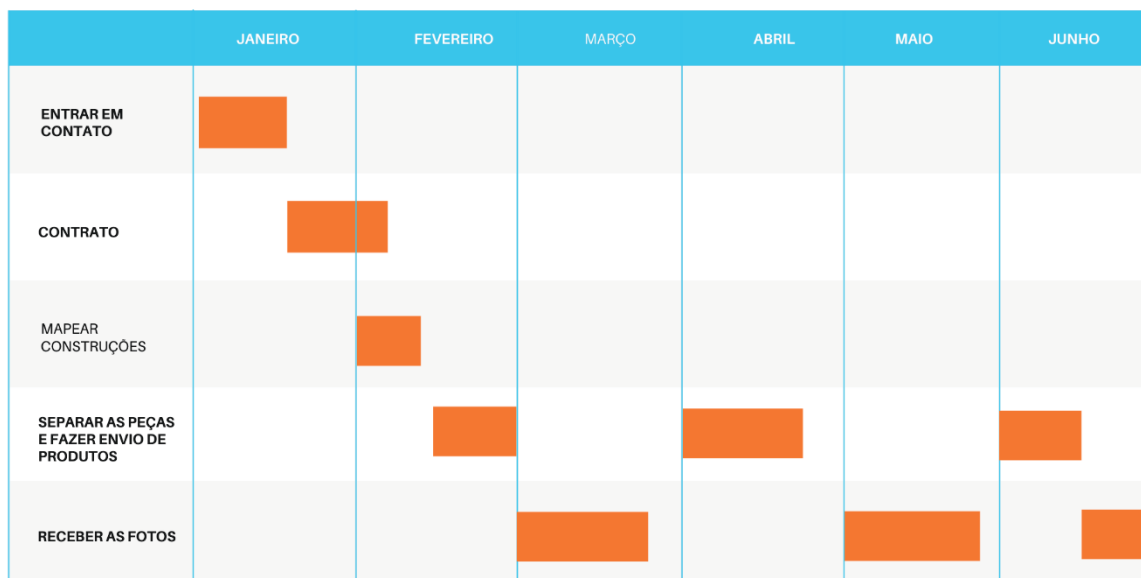 JANEIRO FEVEREIRO MARÇO ABRIL MAIO JUNHO
ENTRAR EM
CONTATO
CONTRATO
MAPEAR
CONSTRUÇÕES
SEPARAR AS PEÇAS
E FAZER ENVIO DE
PRODUTOS
RECEBER AS FOTOS